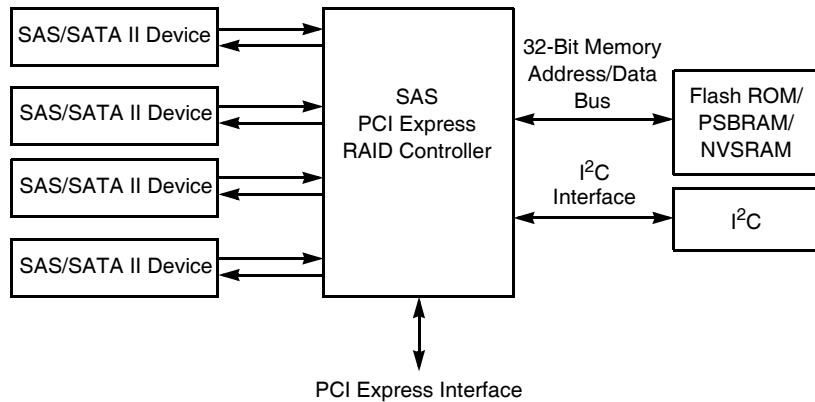 SAS/SATA II Device
SAS/SATA II Device
SAS/SATA II Device
SAS/SATA II Device
SAS
PCI Express
RAID Controller
32-Bit Memory
Address/Data
Bus
Flash ROM/
PSBRAM/
NVSRAM
I²C
Interface
I²C
PCI Express Interface